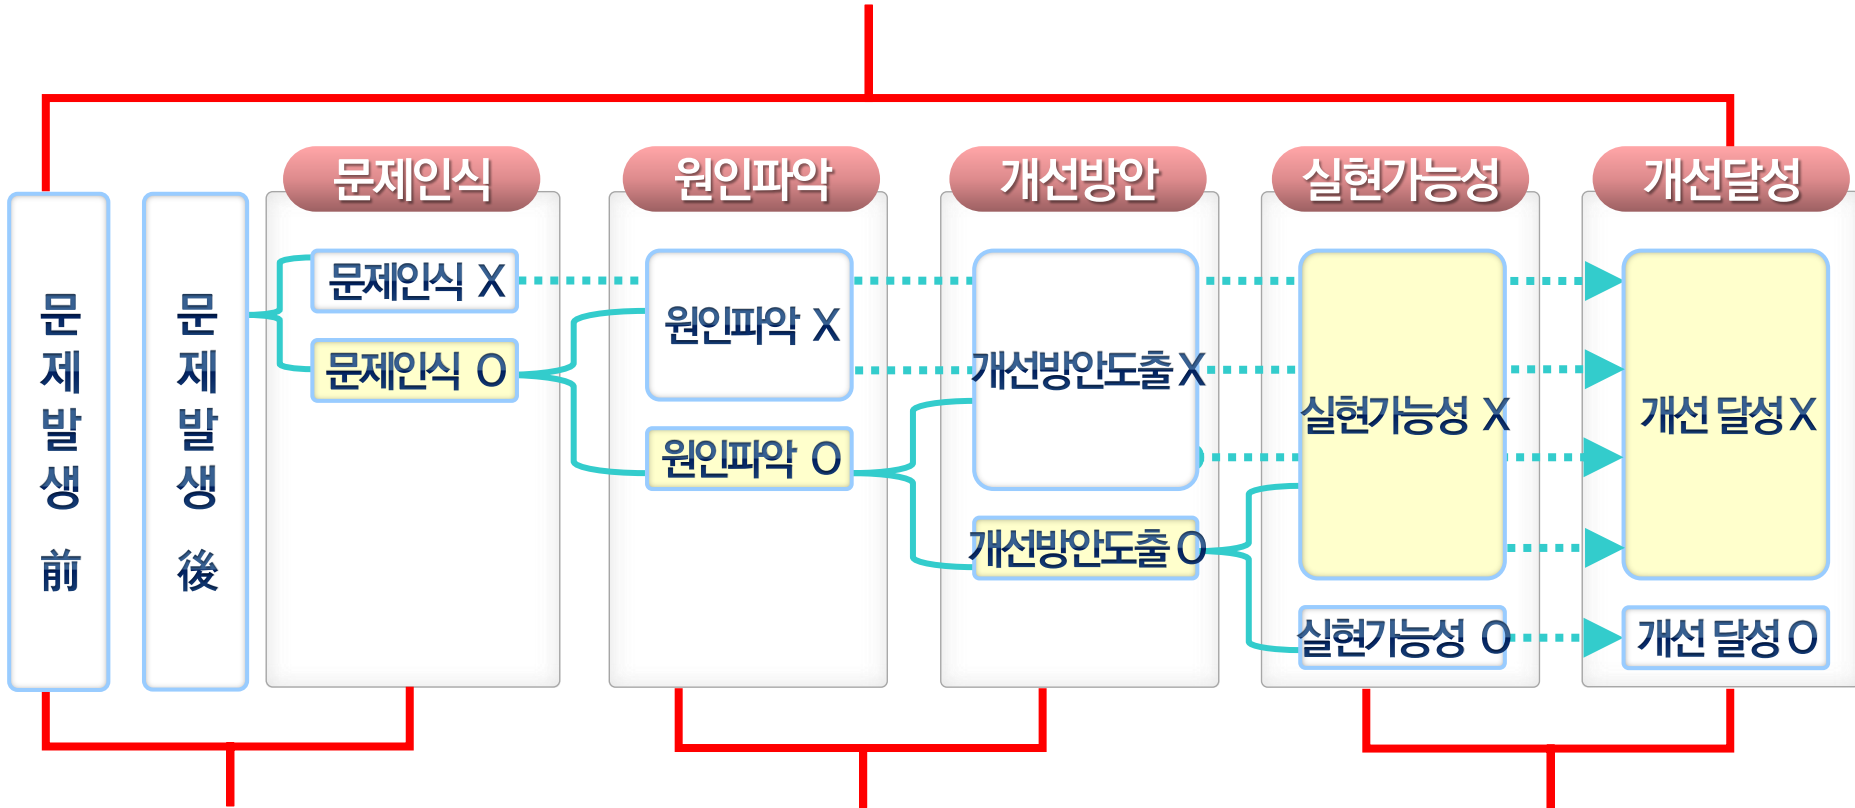 문제인식
원인파악
개선방안
실현가능성
개선달성
문제발생 前
문제발생 後
문제인식 X
문제인식 O
원인파악 X
원인파악 O
개선방안도출 X
개선방안도출 O
실현가능성 X
실현가능성 O
개선 달성 X
개선 달성 O